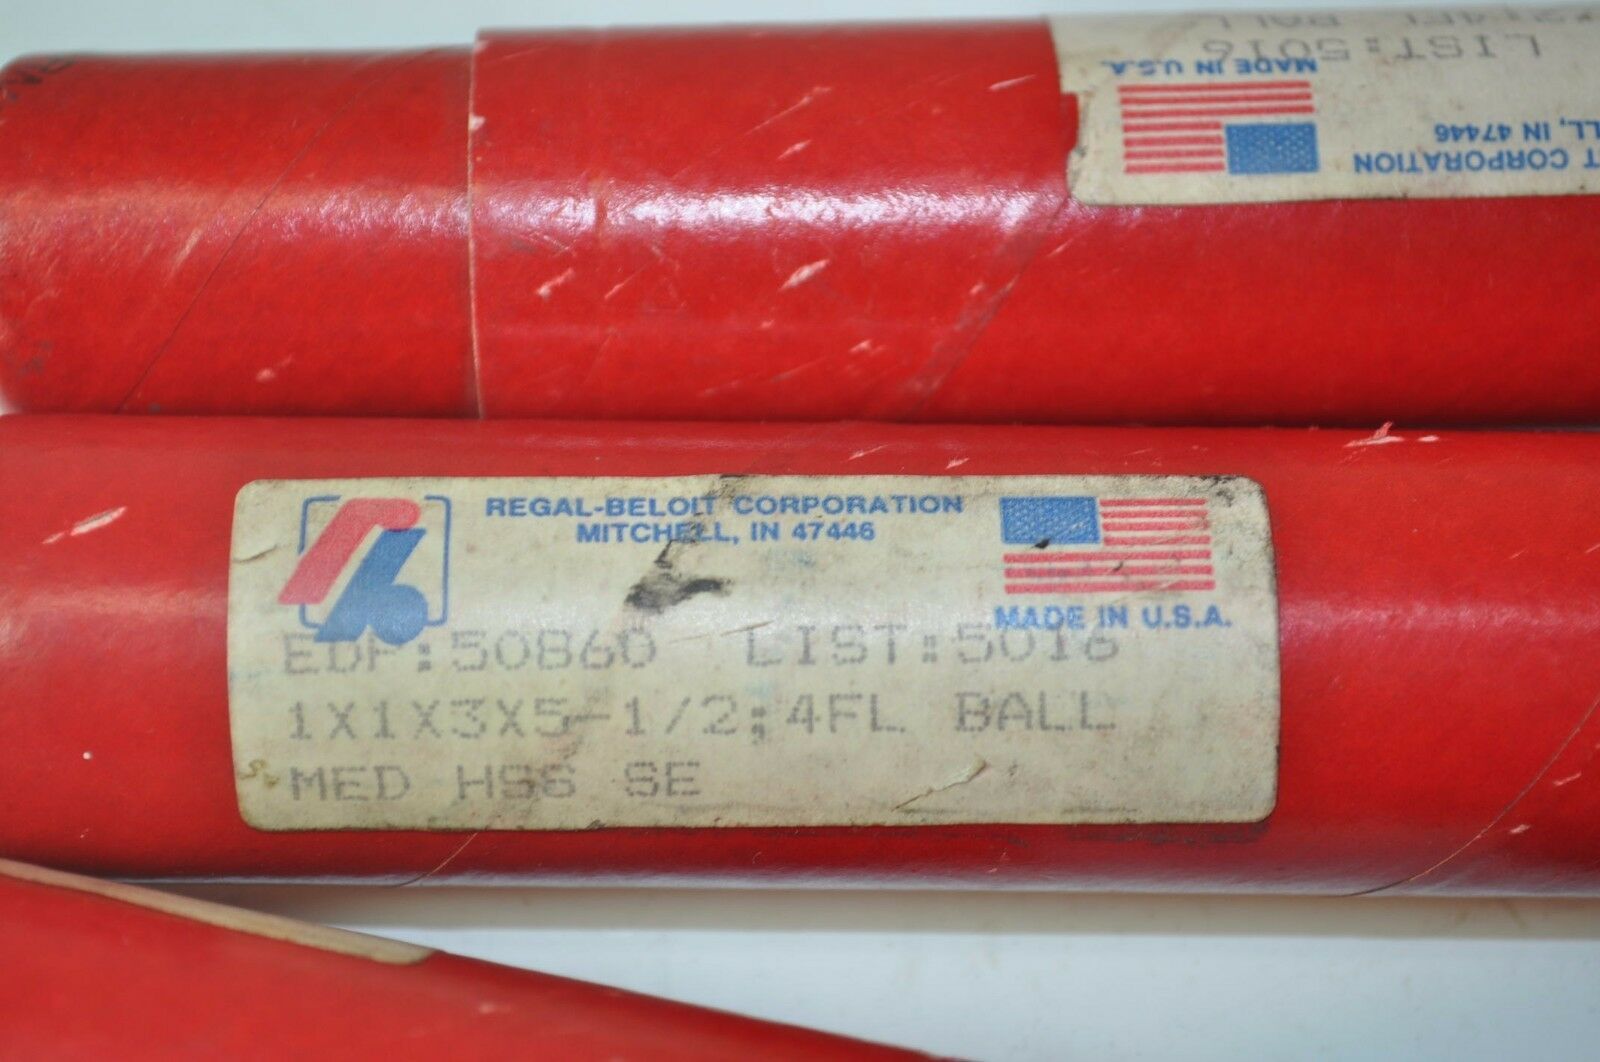 LIST:5016
MADE IN U.S.A.
CORPORATION
IN 47446
REGAL-BELOIT CORPORATION
MITCHELL, IN 47446
MADE IN U.S.A.
EDP:50860 LIST:5016
1X1X3X5-1/2;4FL BALL
MED HSS SE